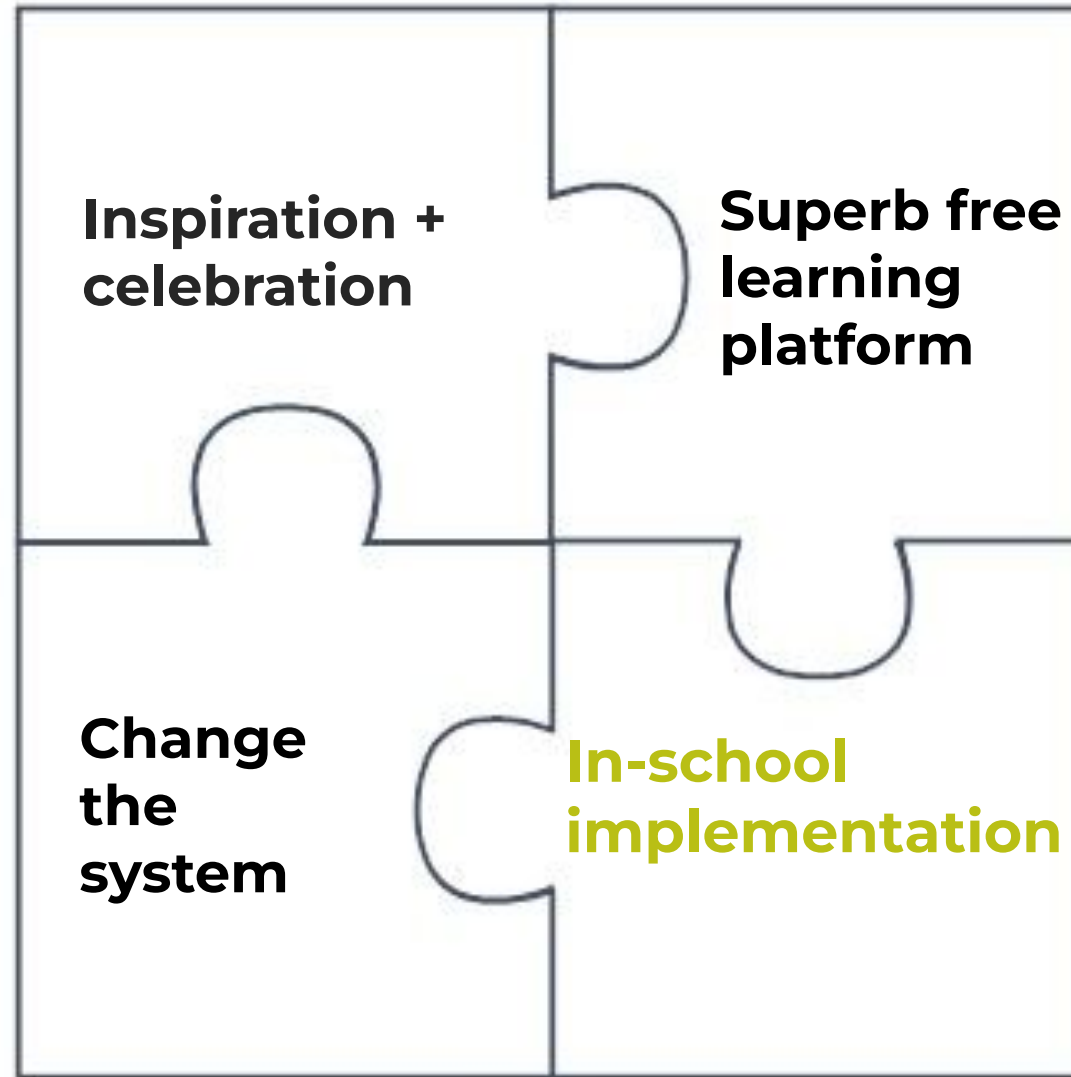 Inspiration +
celebration
Superb free
learning
platform
Change
the
system
In-school
implementation